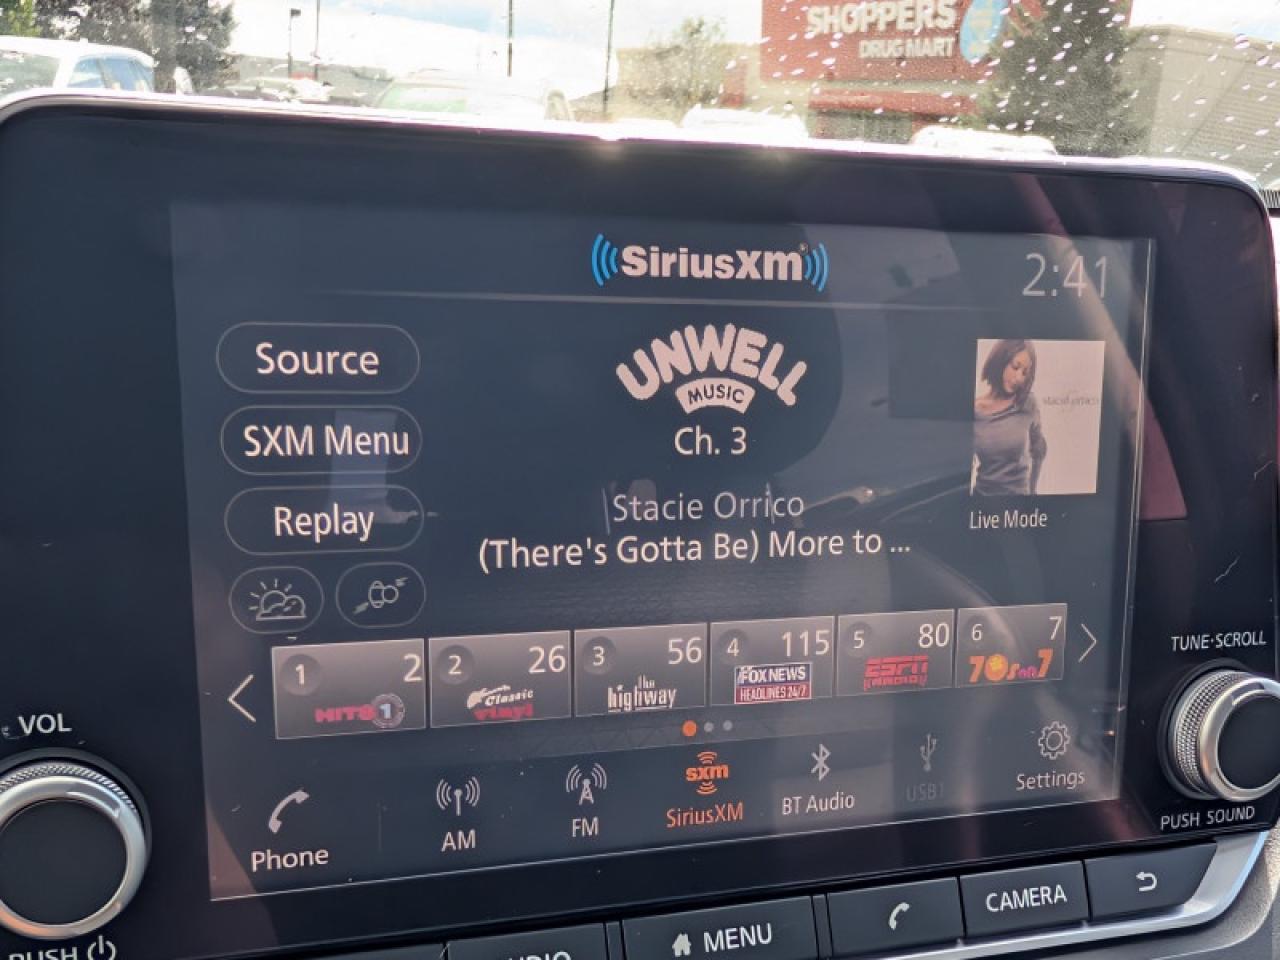 SHOPPERS
DRUG MART
SiriusXm
2:41
Source
SXM Menu
Replay
UNWELL
MUSIC
Ch. 3
Stacie Orrico
(There's Gotta Be) More to ...
stacie orrico
Live Mode
1 2
HITS 1
2 26
Classic
vinyl
3 56
the
highway
4 115
FOX NEWS
HEADLINES 24/7
5 80
ESPN
6 7
70s on 7
Phone
AM
FM
sxm
SiriusXM
BT Audio
USB1
Settings
VOL
PUSH
TUNE·SCROLL
PUSH SOUND
MENU
CAMERA